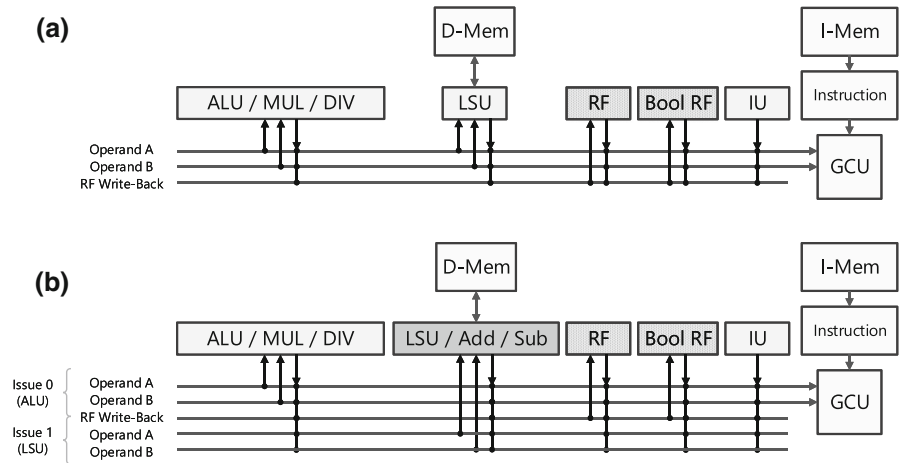 (a)
D-Mem
I-Mem
ALU / MUL / DIV
LSU
RF
Bool RF
IU
Instruction
Operand A
Operand B
RF Write-Back
GCU
(b)
D-Mem
I-Mem
ALU / MUL / DIV
LSU / Add / Sub
RF
Bool RF
IU
Instruction
Issue 0
(ALU)
Operand A
Operand B
RF Write-Back
Issue 1
(LSU)
Operand A
Operand B
GCU